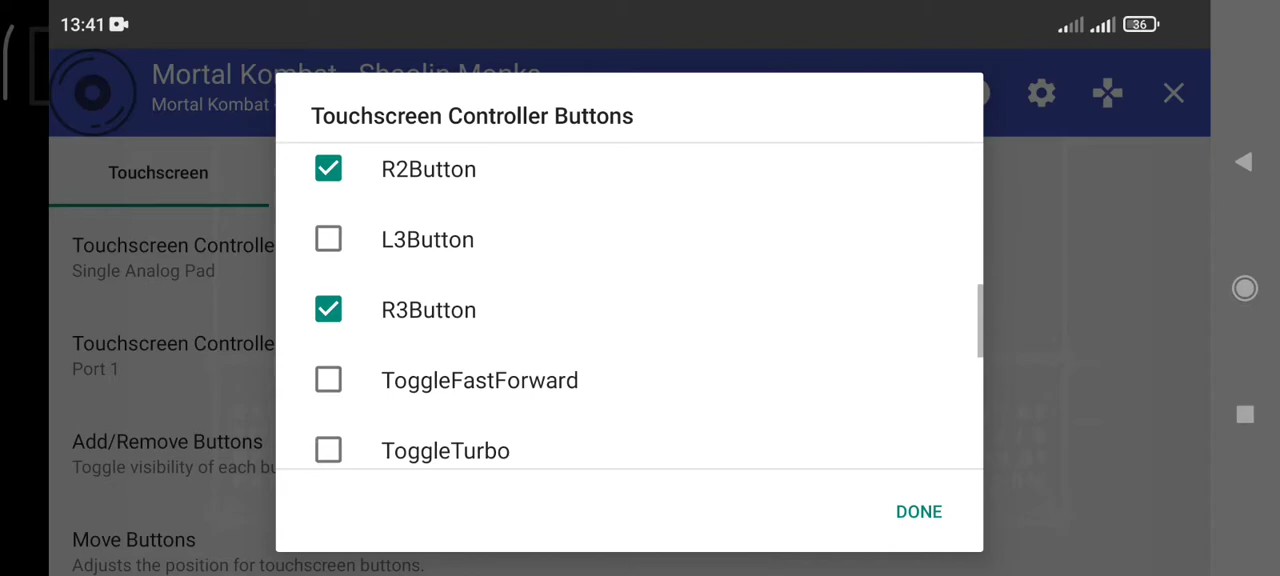 13:41
36
Mortal Kombat - Shaolin Monks
Mortal Kombat -
Touchscreen Controller Buttons
Touchscreen
R2Button
L3Button
R3Button
ToggleFastForward
ToggleTurbo
DONE
Touchscreen Controlle
Single Analog Pad
Touchscreen Controlle
Port 1
Add/Remove Buttons
Toggle visibility of each bu
Move Buttons
Adjusts the position for touchscreen buttons.